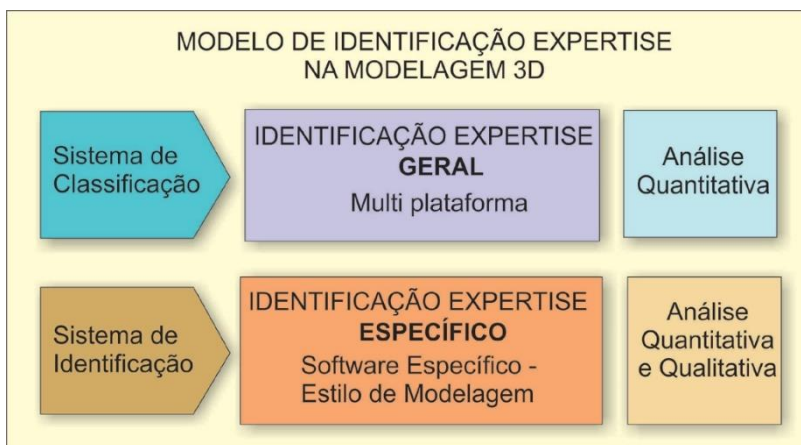 MODELO DE IDENTIFICAÇÃO EXPERTISE
NA MODELAGEM 3D
Sistema de
Classificação
IDENTIFICAÇÃO EXPERTISE
GERAL
Multi plataforma
Análise
Quantitativa
Sistema de
Identificação
IDENTIFICAÇÃO EXPERTISE
ESPECÍFICO
Software Específico -
Estilo de Modelagem
Análise
Quantitativa
e Qualitativa